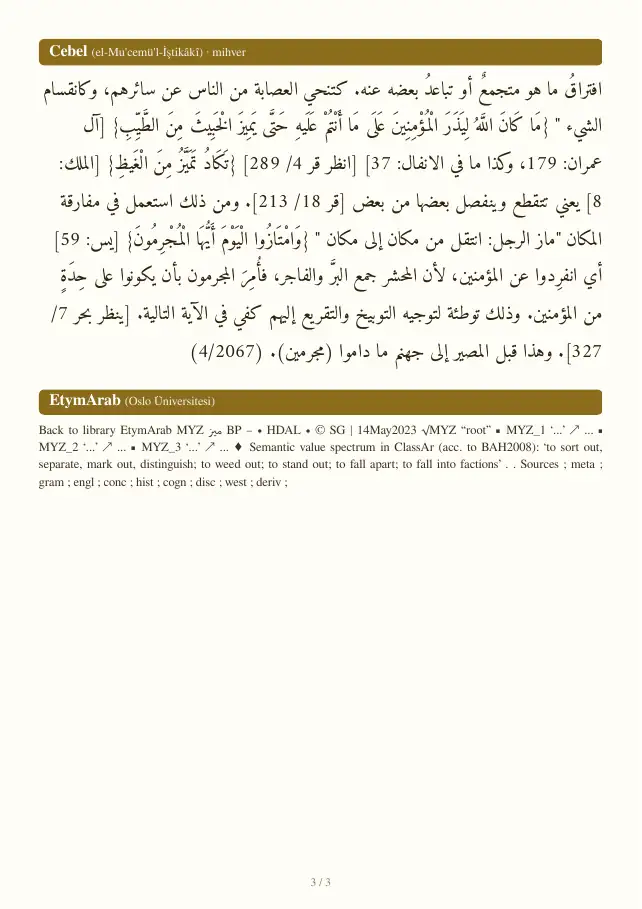 Cebel (el-Mu'cemü'l-İştikâkî) · mihver
افتراقُ ما هو متجمعٌ أو تباعدُ بعضه عنه. كتنحي العصابة من الناس عن سائرهم، وكانقسام
الشيء " {مَا كَانَ اللَّهُ لِيَذَرَ الْمُؤْمِنِينَ عَلَى مَا أَنْتُمْ عَلَيهِ حَتَّى يَمِيزَ الْخَبِيثَ مِنَ الطَّيِّبِ} [آل
عمران: 179، وكذا ما في الانفال: 37] [انظر قر 4/ 289] {تَكَادُ تَمَيَّزُ مِنَ الْغَيظِ} [الملك:
8] يعني تتقطع وينفصل بعضها من بعض [قر 18/ 213]. ومن ذلك استعمل في مفارقة
المكان "ماز الرجل: انتقل من مكان إلى مكان " {وَامْتَازُوا الْيَوْمَ أَيُّهَا الْمُجْرِمُونَ} [يس: 59]
أي انفرِدوا عن المؤمنين، لأن المحشر جمع البرَّ والفاجر، فأُمِرَ المجرمون بأن يكونوا على حِدَةٍ
من المؤمنين. وذلك توطئة لتوجيه التوبيخ والتقريع إليهم كفي في الآية التالية. [ينظر بحر 7/
327]. وهذا قبل المصير إلى جهنم ما داموا (مجرمين). (4/2067)
EtymArab (Oslo Üniversitesi)
Back to library EtymArab MYZ ميز BP – • HDAL • © SG | 14May2023 √MYZ “root” ▪ MYZ_1 ‘...’ ↗ ... ▪
MYZ_2 ‘...’ ↗ ... ▪ MYZ_3 ‘...’ ↗ ... ♦ Semantic value spectrum in ClassAr (acc. to BAH2008): ‘to sort out,
separate, mark out, distinguish; to weed out; to stand out; to fall apart; to fall into factions’ . . Sources ; meta ;
gram ; engl ; conc ; hist ; cogn ; disc ; west ; deriv ;
3 / 3